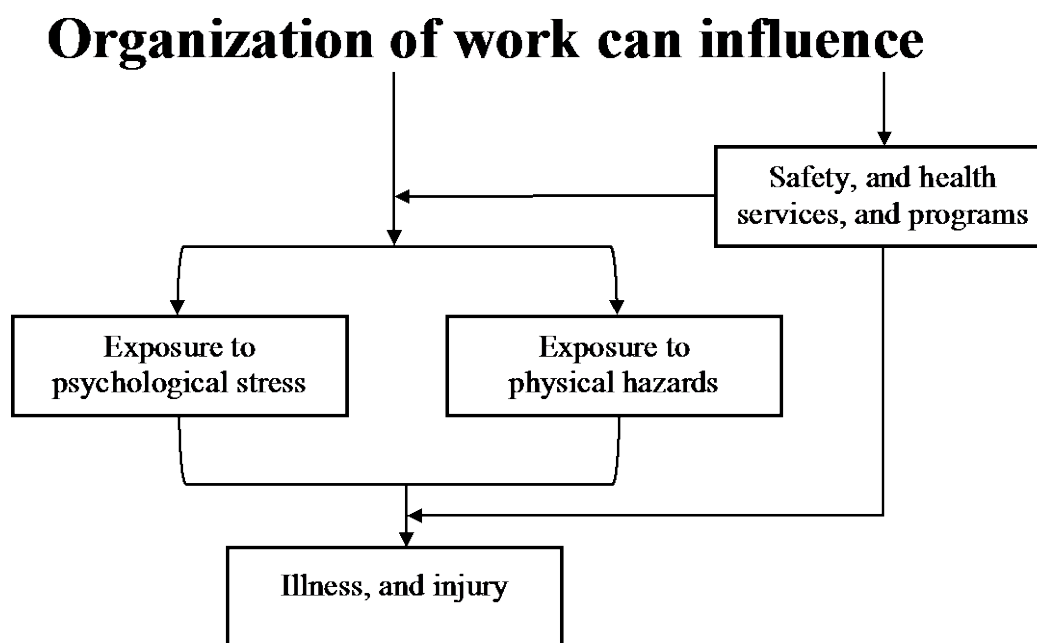 Organization of work can influence
Safety, and health
services, and programs
Exposure to
psychological stress
Exposure to
physical hazards
Illness, and injury